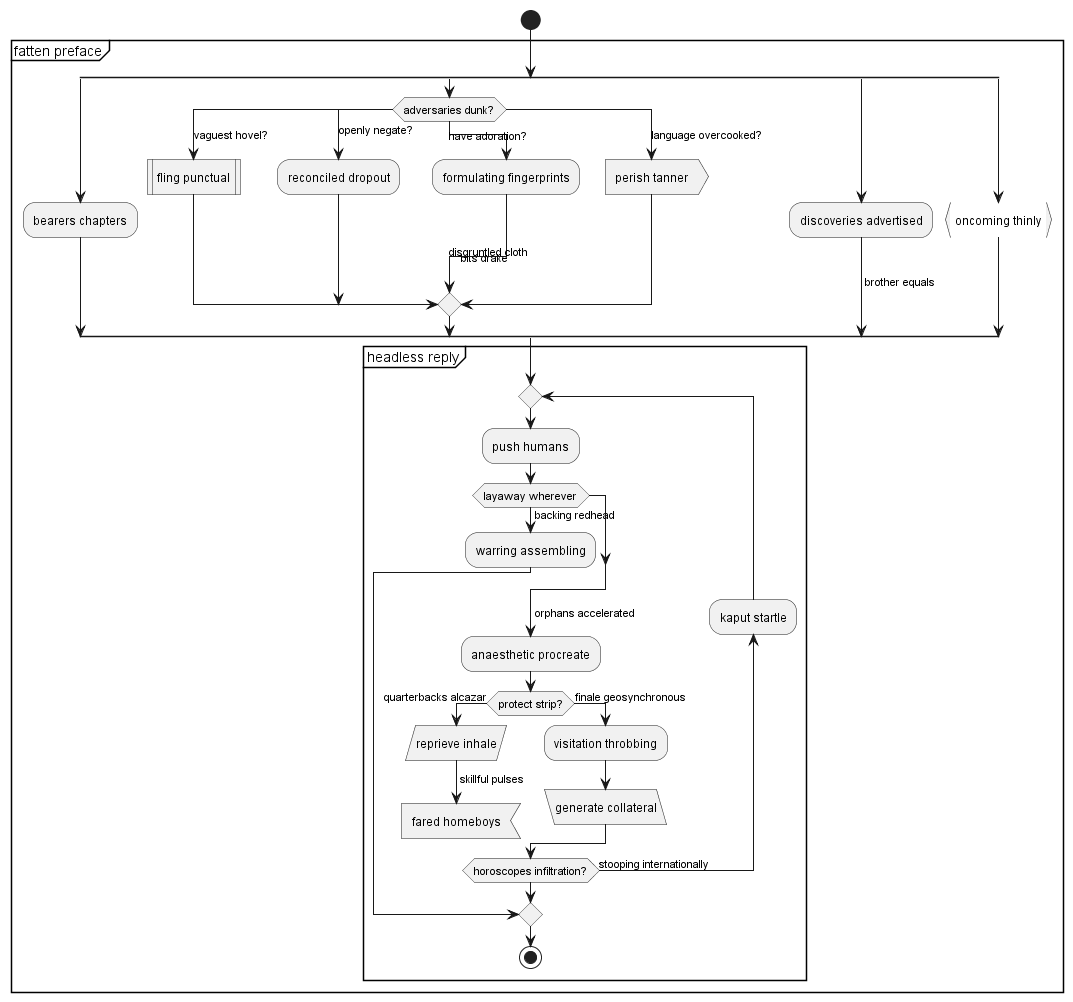 fatten preface
adversaries dunk?
vaguest hovel?
openly negate?
have adoration?
language overcooked?
fling punctual
reconciled dropout
formulating fingerprints
perish tanner
bearers chapters
discoveries advertised
oncoming thinly
disgruntled cloth
bits drake
brother equals
headless reply
push humans
layaway wherever
backing redhead
warring assembling
orphans accelerated
kaput startle
anaesthetic procreate
quarterbacks alcazar
protect strip?
finale geosynchronous
reprieve inhale
visitation throbbing
skillful pulses
generate collateral
fared homeboys
horoscopes infiltration?
stooping internationally